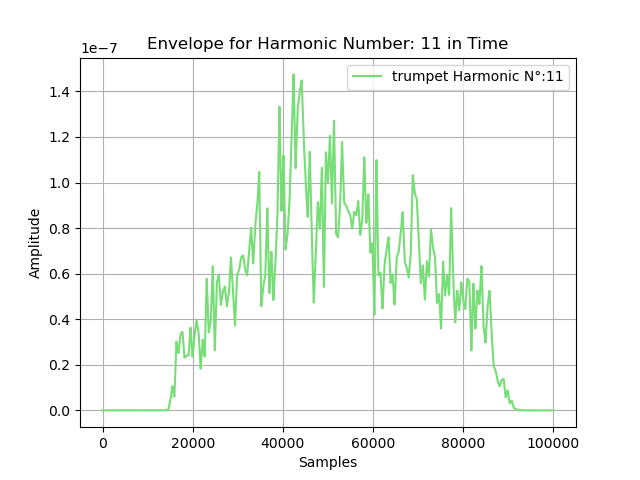 Envelope for Harmonic Number: 11 in Time
1e−7
trumpet Harmonic N°:11
1.4
1.2
1.0
0.8
0.6
0.4
0.2
0.0
Amplitude
0 20000 40000 60000 80000 100000
Samples